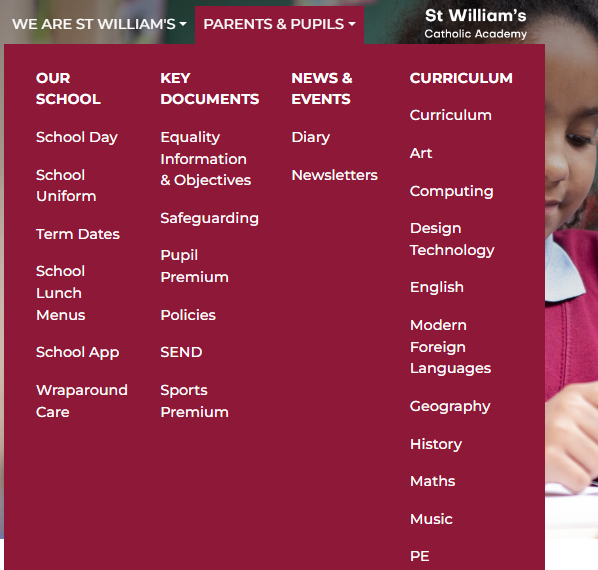 WE ARE ST WILLIAM'S
PARENTS & PUPILS
St William's
Catholic Academy
OUR
SCHOOL
School Day
School
Uniform
Term Dates
School
Lunch
Menus
School App
Wraparound
Care
KEY
DOCUMENTS
Equality
Information
& Objectives
Safeguarding
Pupil
Premium
Policies
SEND
Sports
Premium
NEWS &
EVENTS
Diary
Newsletters
CURRICULUM
Curriculum
Art
Computing
Design
Technology
English
Modern
Foreign
Languages
Geography
History
Maths
Music
PE